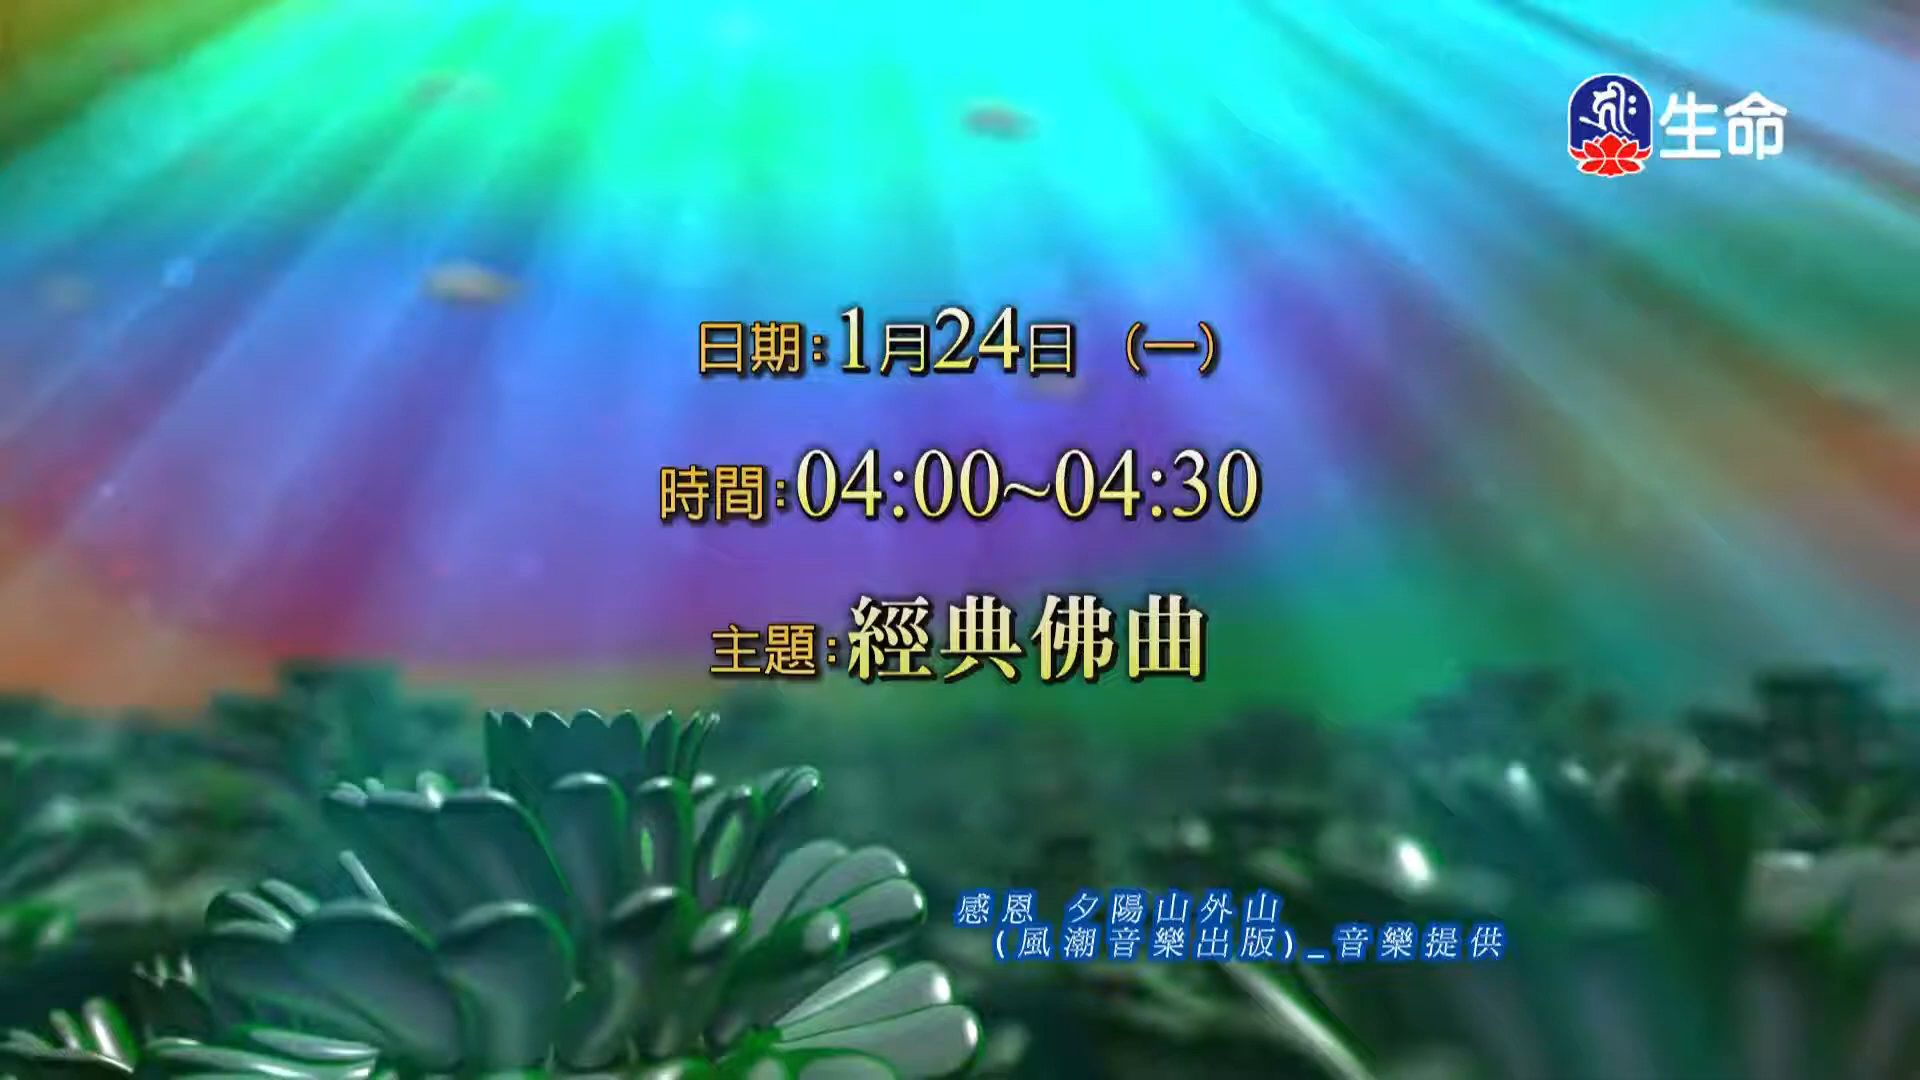 生命
日期:1月24日 (一)
時間:04:00~04:30
主題:經典佛曲
感恩 夕陽山外山
(風潮音樂出版)_音樂提供